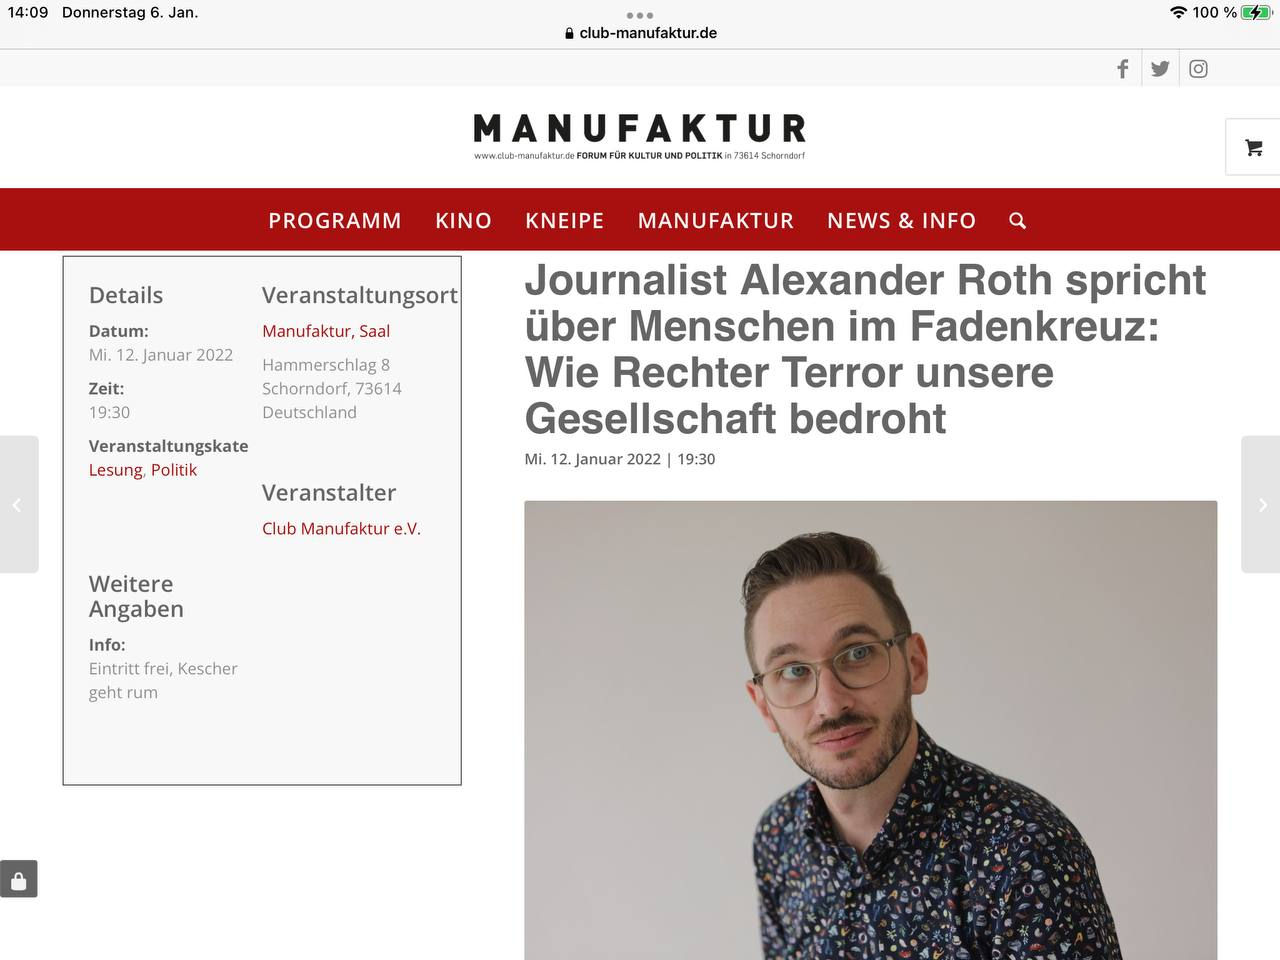 14:09 Donnerstag 6. Jan.
100 %
club-manufaktur.de
MANUFAKTUR
www.club-manufaktur.de FORUM FÜR KULTUR UND POLITIK in 73614 Schorndorf
PROGRAMM KINO KNEIPE MANUFAKTUR NEWS & INFO
Details
Datum:
Mi. 12. Januar 2022
Zeit:
19:30
Veranstaltungskate
Lesung, Politik
Veranstaltungsort
Manufaktur, Saal
Hammerschlag 8
Schorndorf, 73614
Deutschland
Veranstalter
Club Manufaktur e.V.
Weitere
Angaben
Info:
Eintritt frei, Kescher
geht rum
Journalist Alexander Roth spricht
über Menschen im Fadenkreuz:
Wie Rechter Terror unsere
Gesellschaft bedroht
Mi. 12. Januar 2022 | 19:30